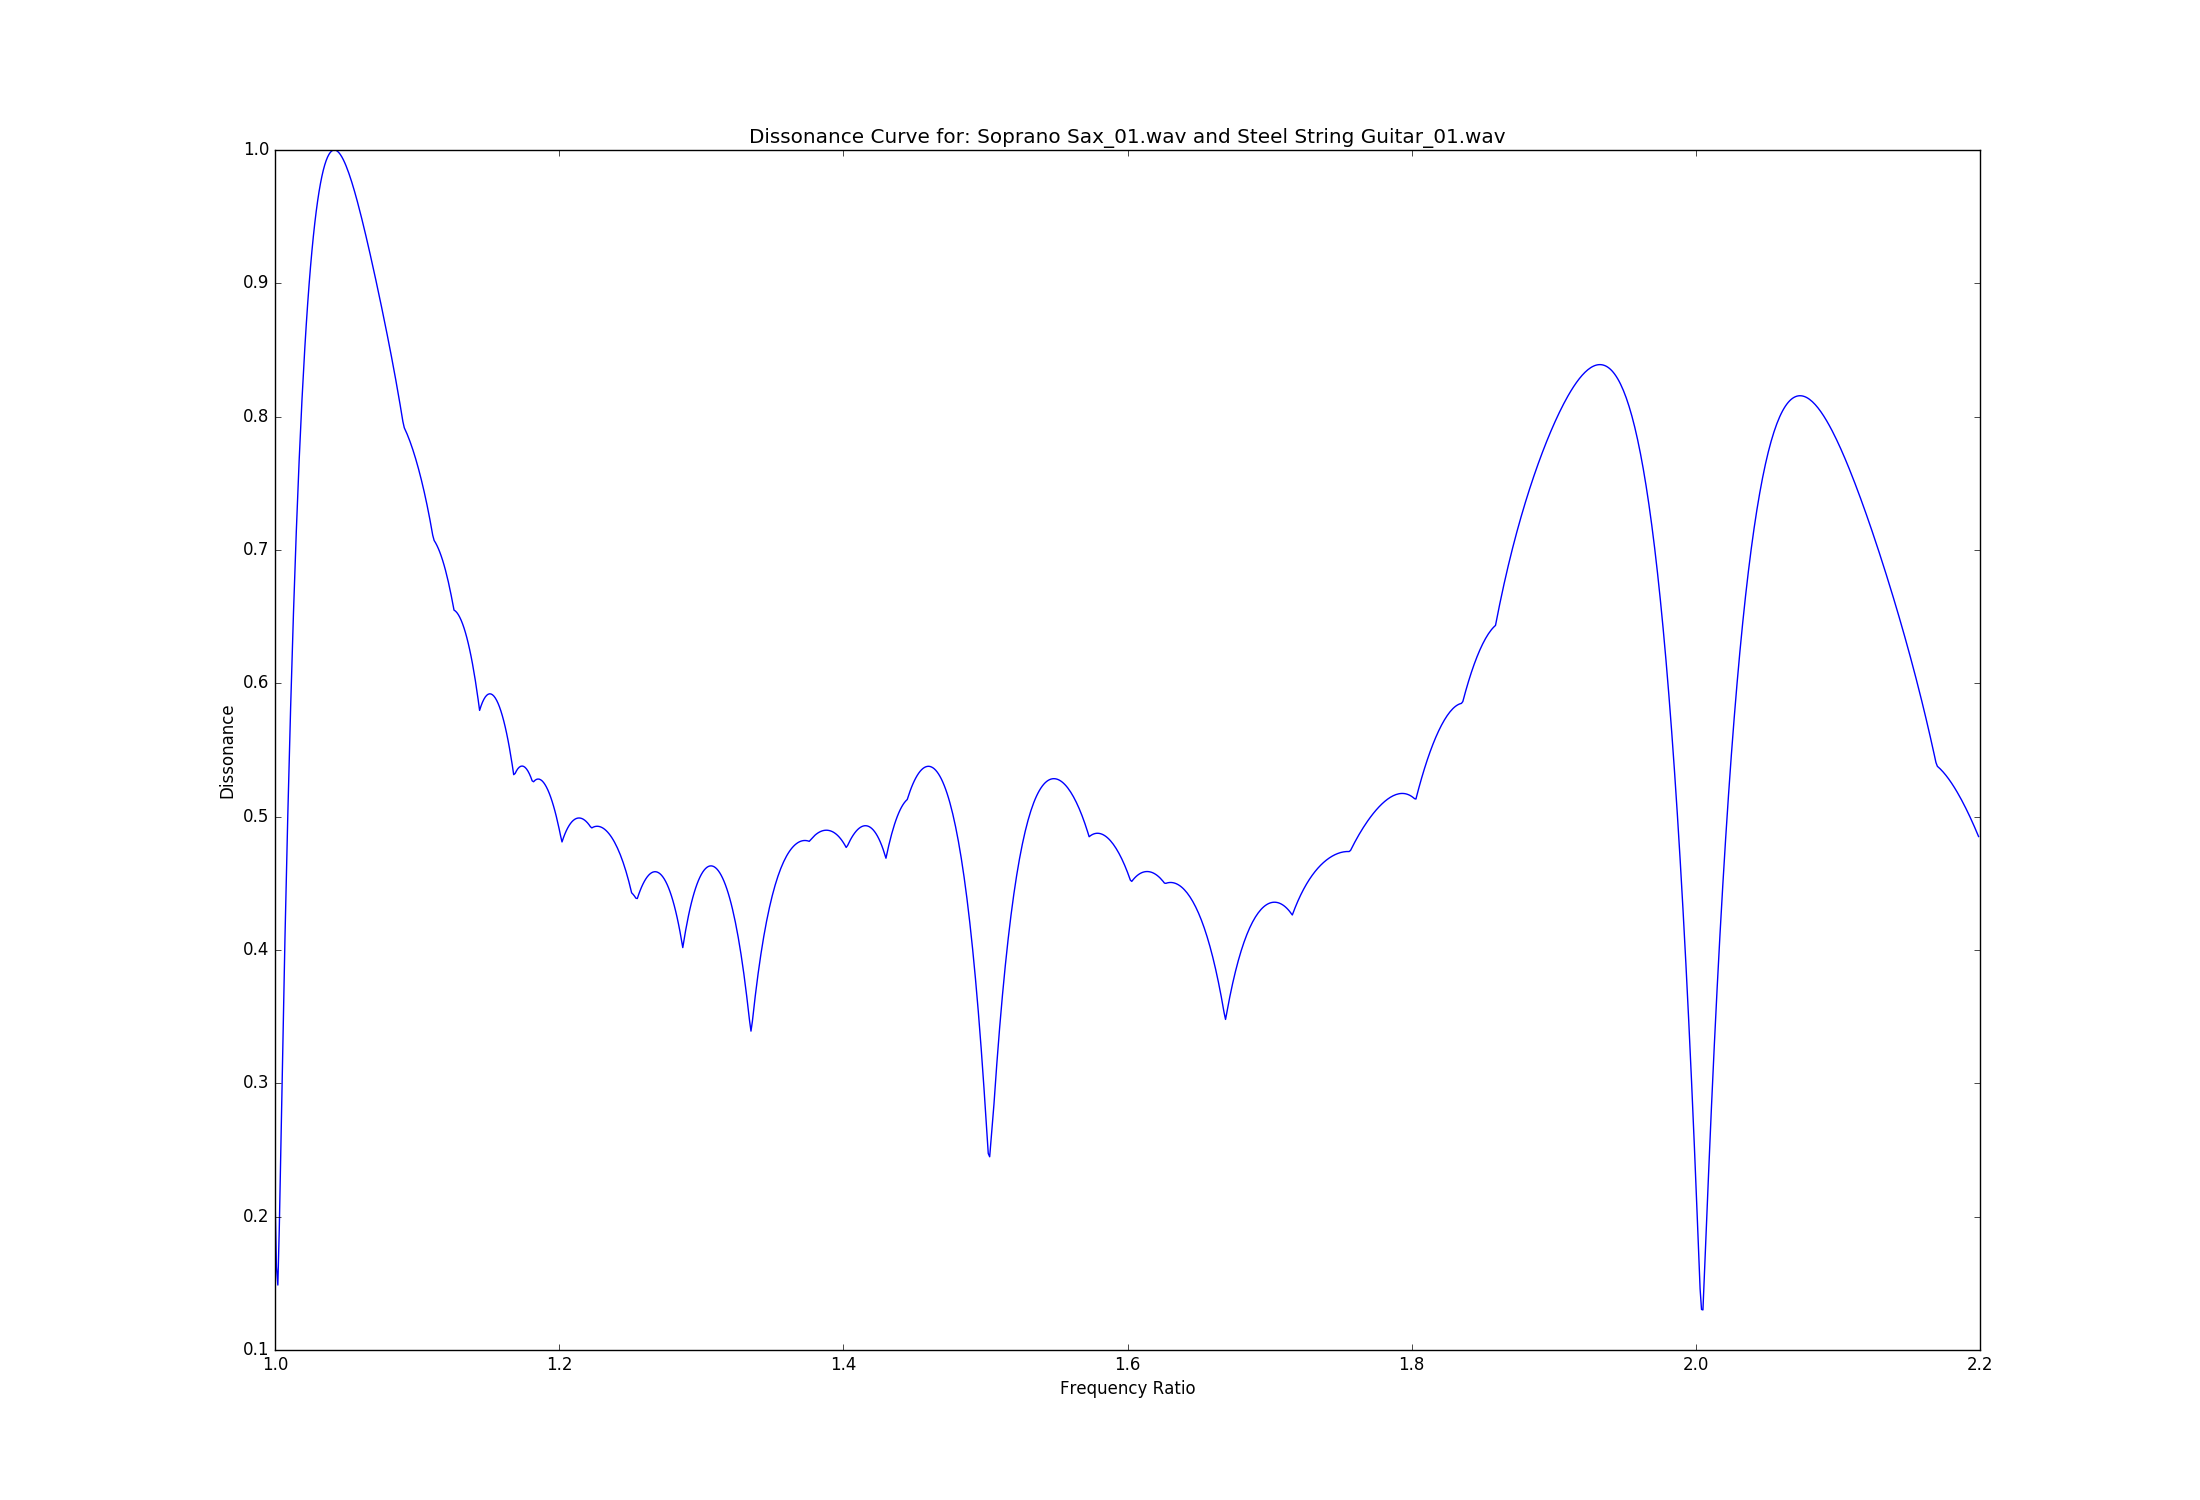 Dissonance Curve for: Soprano Sax_01.wav and Steel String Guitar_01.wav
1.0
0.9
0.8
0.7
0.6
0.5
0.4
0.3
0.2
0.1
Dissonance
1.0 1.2 1.4 1.6 1.8 2.0 2.2
Frequency Ratio